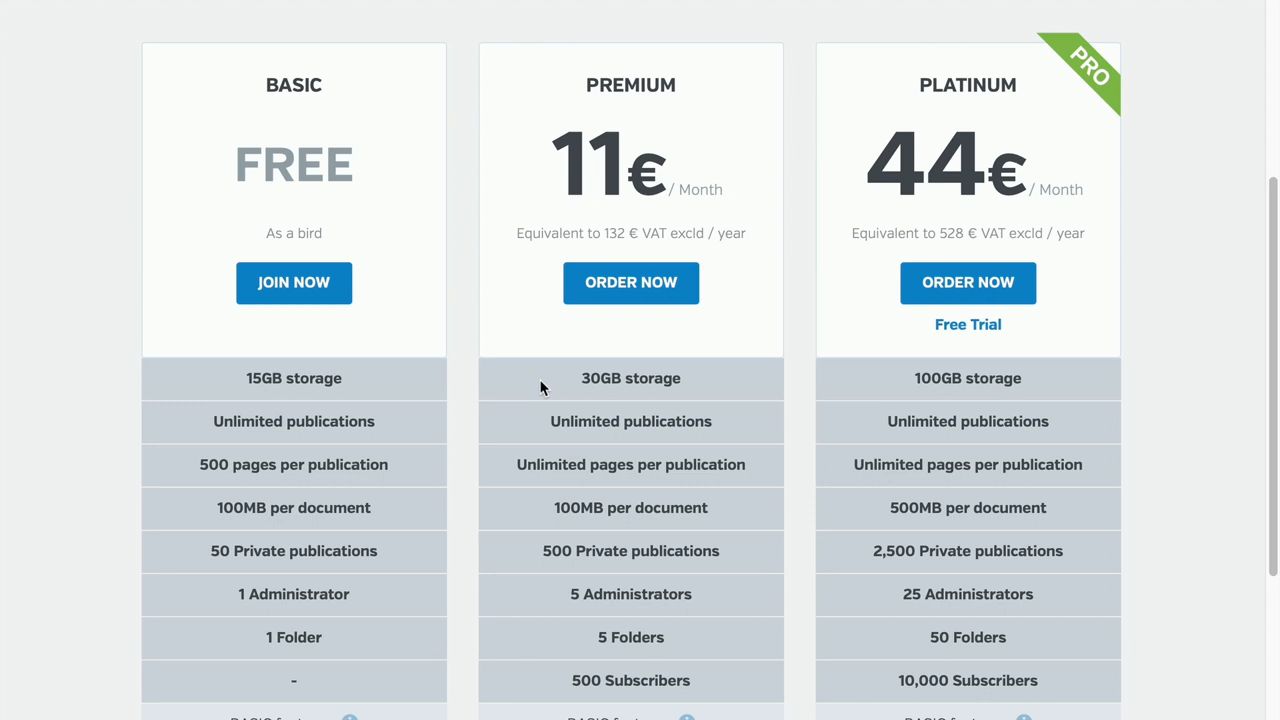 BASIC
FREE
As a bird
JOIN NOW
15GB storage
Unlimited publications
500 pages per publication
100MB per document
50 Private publications
1 Administrator
1 Folder
-
PREMIUM
11€/ Month
Equivalent to 132 € VAT excld / year
ORDER NOW
30GB storage
Unlimited publications
Unlimited pages per publication
100MB per document
500 Private publications
5 Administrators
5 Folders
500 Subscribers
PRO
PLATINUM
44€/ Month
Equivalent to 528 € VAT excld / year
ORDER NOW
Free Trial
100GB storage
Unlimited publications
Unlimited pages per publication
500MB per document
2,500 Private publications
25 Administrators
50 Folders
10,000 Subscribers